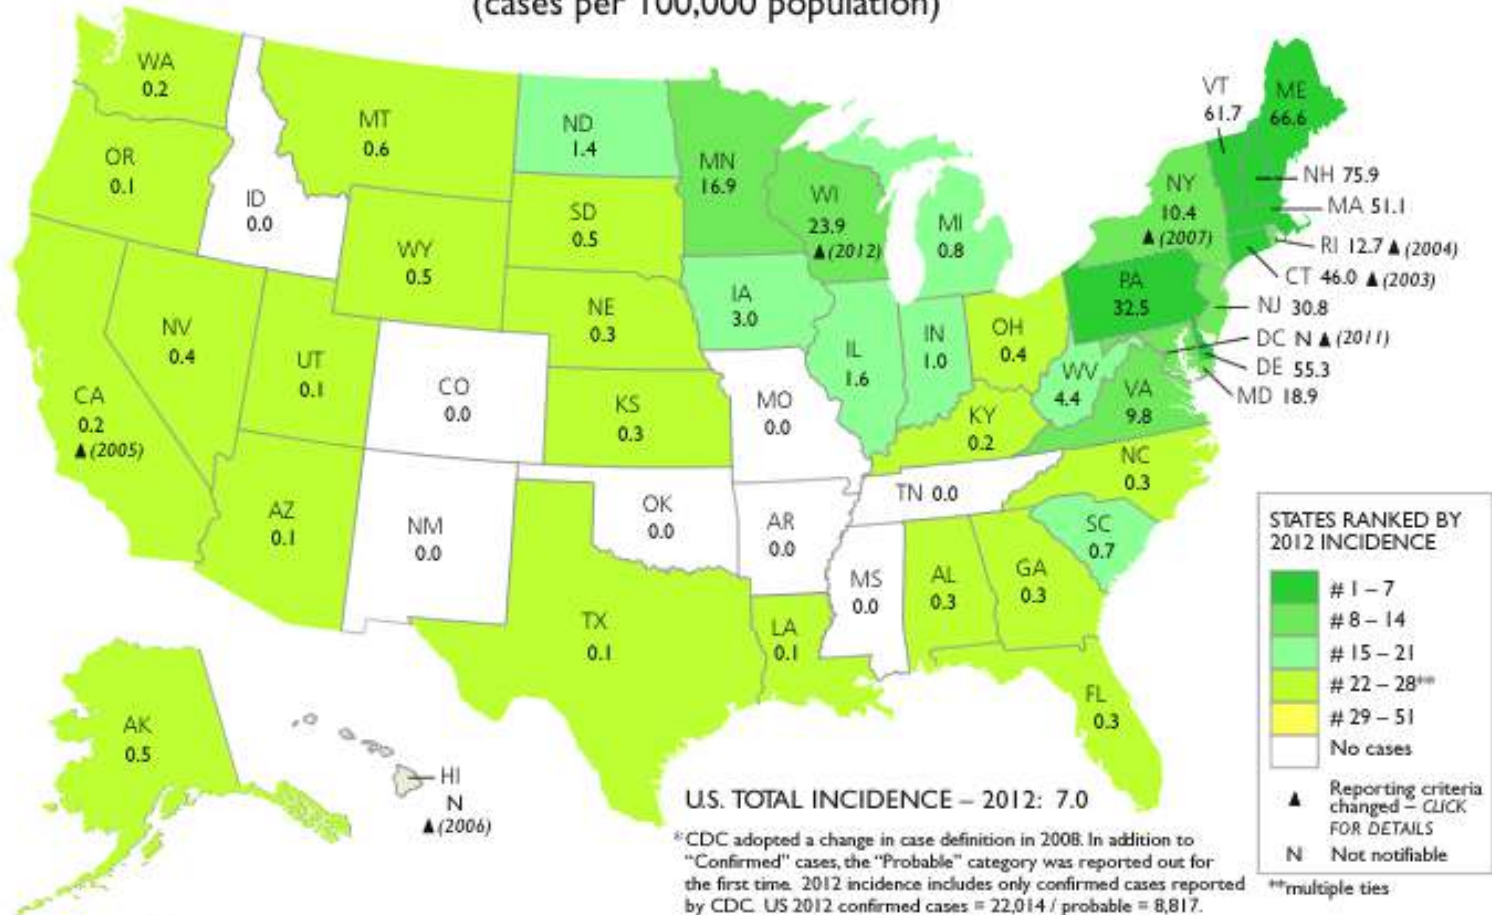 (cases per 100,000 population)
WA
0.2
OR
0.1
ID
0.0
MT
0.6
ND
1.4
MN
16.9
WI
23.9
▲(2012)
MI
0.8
NY
10.4
▲(2007)
VT
61.7
ME
66.6
NH 75.9
MA 51.1
RI 12.7 ▲(2004)
CT 46.0 ▲(2003)
NJ 30.8
DC N ▲(2011)
DE 55.3
MD 18.9
SD
0.5
WY
0.5
NE
0.3
IA
3.0
IL
1.6
IN
1.0
OH
0.4
PA
32.5
WV
4.4
VA
9.8
NV
0.4
UT
0.1
CO
0.0
KS
0.3
MO
0.0
KY
0.2
NC
0.3
CA
0.2
▲(2005)
AZ
0.1
NM
0.0
OK
0.0
AR
0.0
TN 0.0
SC
0.7
MS
0.0
AL
0.3
GA
0.3
TX
0.1
LA
0.1
FL
0.3
AK
0.5
HI
N
▲(2006)
STATES RANKED BY
2012 INCIDENCE
# 1 – 7
# 8 – 14
# 15 – 21
# 22 – 28**
# 29 – 51
No cases
▲ Reporting criteria
changed – CLICK
FOR DETAILS
N Not notifiable
**multiple ties
U.S. TOTAL INCIDENCE – 2012: 7.0
*CDC adopted a change in case definition in 2008. In addition to
"Confirmed" cases, the "Probable" category was reported out for
the first time. 2012 incidence includes only confirmed cases reported
by CDC. US 2012 confirmed cases = 22,014 / probable = 8,817.